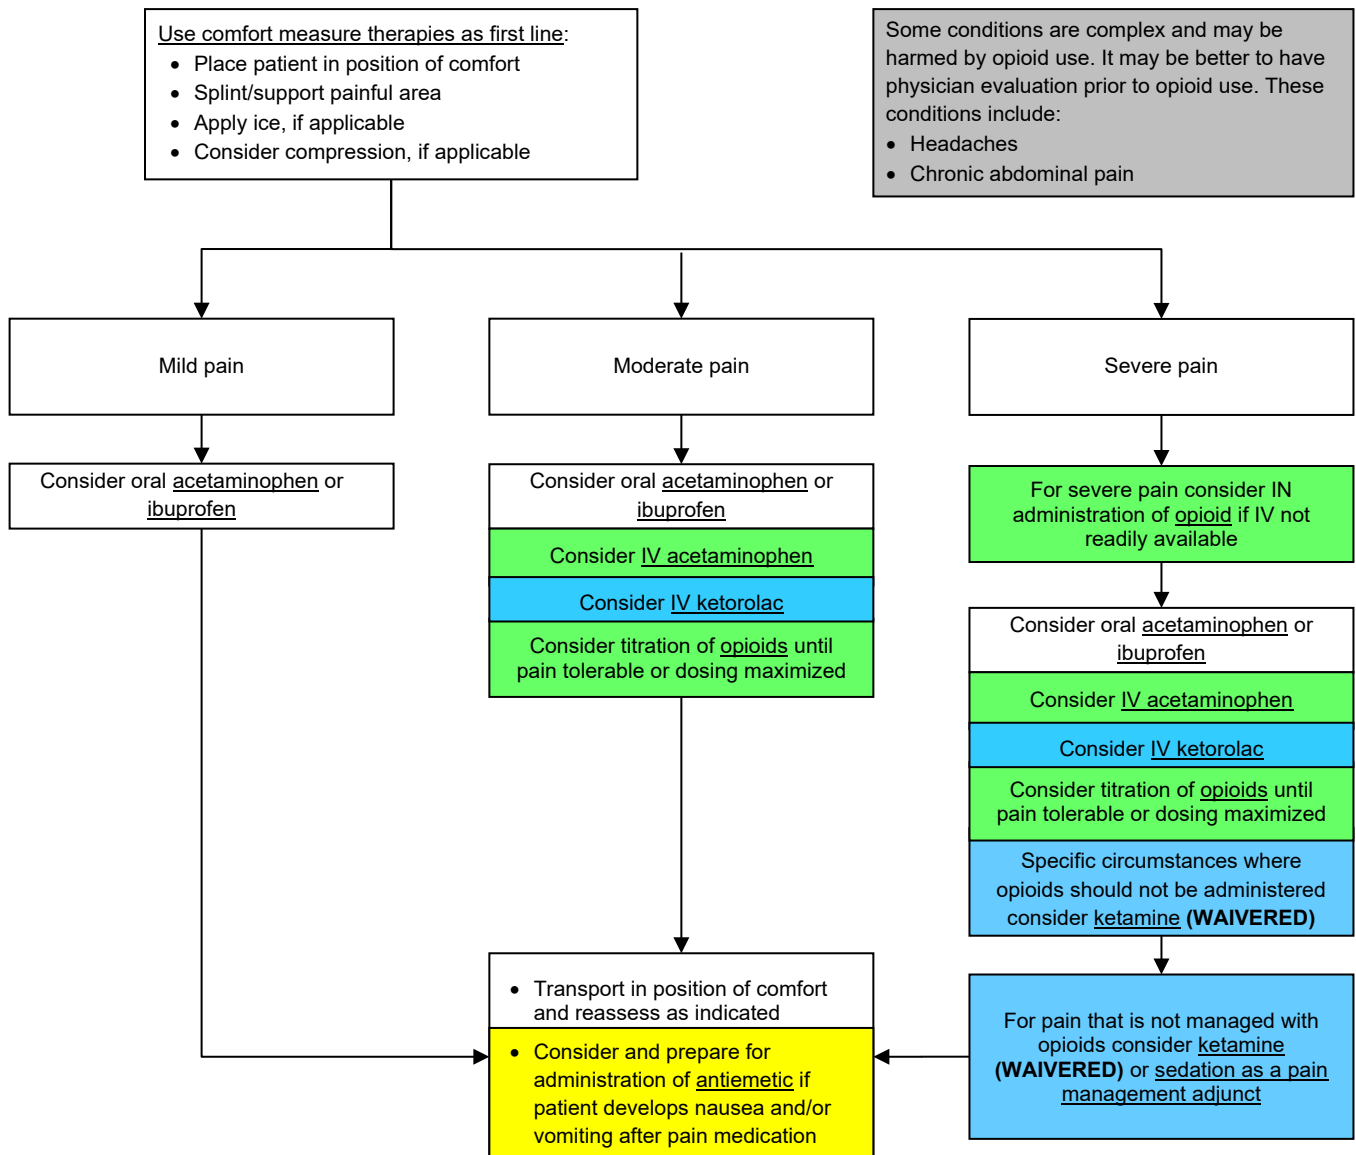 Use comfort measure therapies as first line:
• Place patient in position of comfort
• Splint/support painful area
• Apply ice, if applicable
• Consider compression, if applicable
Some conditions are complex and may be
harmed by opioid use. It may be better to have
physician evaluation prior to opioid use. These
conditions include:
• Headaches
• Chronic abdominal pain
Mild pain
Moderate pain
Severe pain
Consider oral acetaminophen or
ibuprofen
Consider oral acetaminophen or
ibuprofen
Consider IV acetaminophen
Consider IV ketorolac
Consider titration of opioids until
pain tolerable or dosing maximized
For severe pain consider IN
administration of opioid if IV not
readily available
Consider oral acetaminophen or
ibuprofen
Consider IV acetaminophen
Consider IV ketorolac
Consider titration of opioids until
pain tolerable or dosing maximized
Specific circumstances where
opioids should not be administered
consider ketamine (WAIVERED)
• Transport in position of comfort
and reassess as indicated
• Consider and prepare for
administration of antiemetic if
patient develops nausea and/or
vomiting after pain medication
For pain that is not managed with
opioids consider ketamine
(WAIVERED) or sedation as a pain
management adjunct